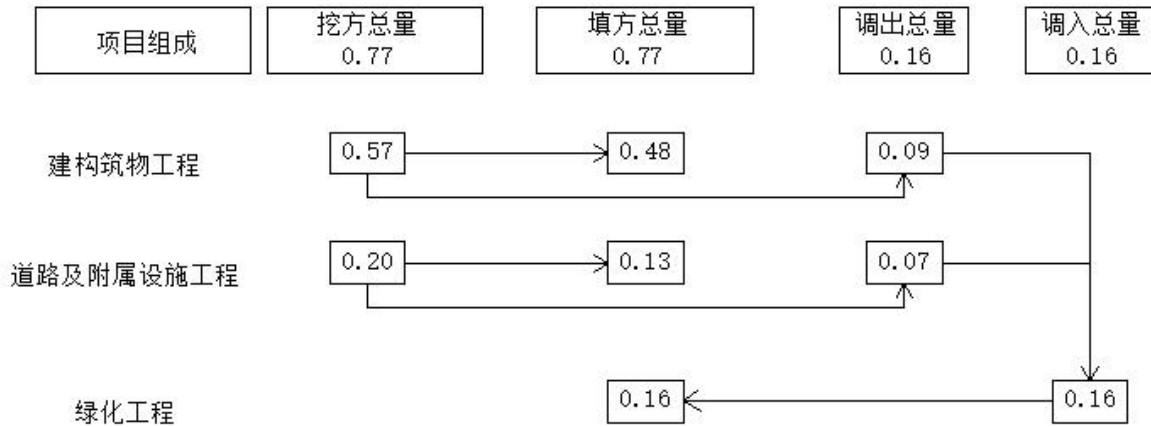 项目组成
挖方总量
0.77
填方总量
0.77
调出总量
0.16
调入总量
0.16
建构筑物工程
0.57
0.48
0.09
道路及附属设施工程
0.20
0.13
0.07
绿化工程
0.16
0.16